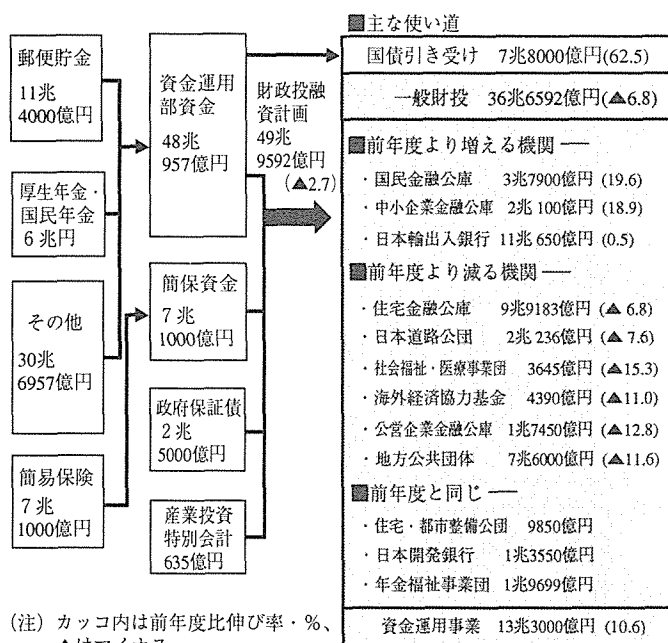 郵便貯金
11兆
4000億円
厚生年金・
国民年金
6兆円
その他
30兆
6957億円
簡易保険
7兆
1000億円
資金運用
部資金
48兆
957億円
簡保資金
7兆
1000億円
政府保証債
2兆
5000億円
産業投資
特別会計
635億円
財政投融
資計画
49兆
9592億円
(▲2.7)
■主な使い道
国債引き受け 7兆8000億円(62.5)
一般財投 36兆6592億円(▲6.8)
■前年度より増える機関──
・国民金融公庫 3兆7900億円 (19.6)
・中小企業金融公庫 2兆 100億円 (18.9)
・日本輸出入銀行 11兆 650億円 (0.5)
■前年度より減る機関──
・住宅金融公庫 9兆9183億円 (▲ 6.8)
・日本道路公団 2兆 236億円 (▲ 7.6)
・社会福祉・医療事業団 3645億円 (▲15.3)
・海外経済協力基金 4390億円 (▲11.0)
・公営企業金融公庫 1兆7450億円 (▲12.8)
・地方公共団体 7兆6000億円 (▲11.6)
■前年度と同じ──
・住宅・都市整備公団 9850億円
・日本開発銀行 1兆3550億円
・年金福祉事業団 1兆9699億円
資金運用事業 13兆3000億円 (10.6)
(注) カッコ内は前年度比伸び率・%、